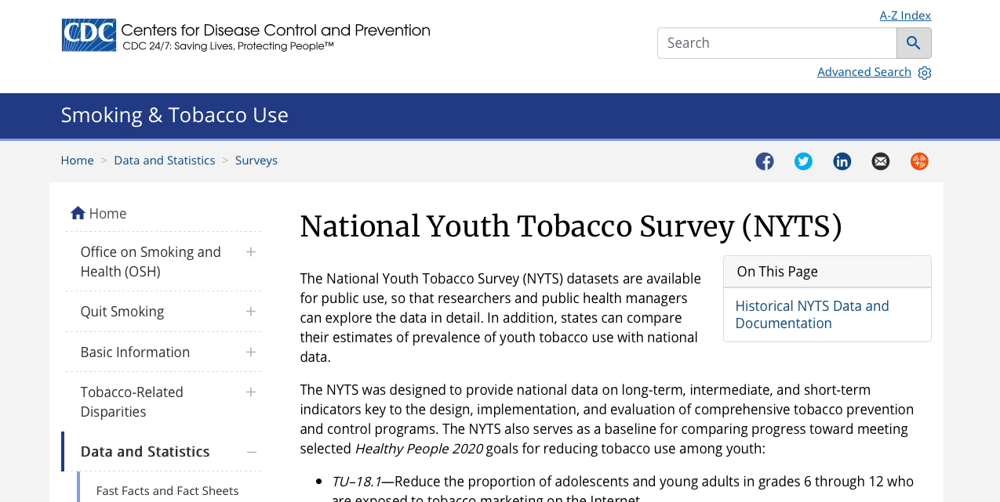 A-Z Index
CDC
Centers for Disease Control and Prevention
CDC 24/7: Saving Lives, Protecting People™
Search
Advanced Search
Smoking & Tobacco Use
Home > Data and Statistics > Surveys
Home
Office on Smoking and
Health (OSH)
Quit Smoking
Basic Information
Tobacco-Related
Disparities
Data and Statistics
Fast Facts and Fact Sheets
National Youth Tobacco Survey (NYTS)
On This Page
Historical NYTS Data and
Documentation
The National Youth Tobacco Survey (NYTS) datasets are available
for public use, so that researchers and public health managers
can explore the data in detail. In addition, states can compare
their estimates of prevalence of youth tobacco use with national
data.
The NYTS was designed to provide national data on long-term, intermediate, and short-term
indicators key to the design, implementation, and evaluation of comprehensive tobacco prevention
and control programs. The NYTS also serves as a baseline for comparing progress toward meeting
selected Healthy People 2020 goals for reducing tobacco use among youth:
• TU–18.1—Reduce the proportion of adolescents and young adults in grades 6 through 12 who
are exposed to tobacco marketing on the Internet